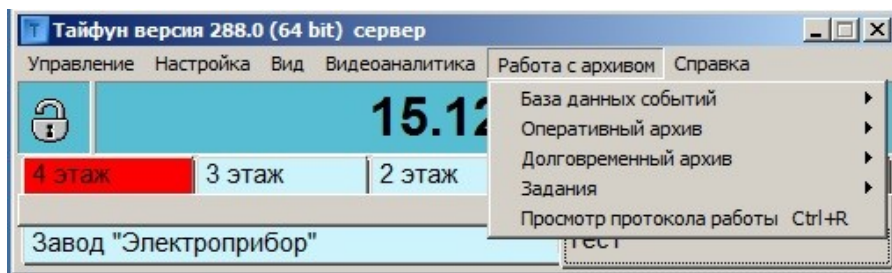 Тайфун версия 288.0 (64 bit) сервер
Управление Настройка Вид Видеоаналитика Работа с архивом Справка
15.12
База данных событий
Оперативный архив
Долговременный архив
Задания
Просмотр протокола работы Ctrl+R
4 этаж 3 этаж 2 этаж
Завод "Электроприбор"